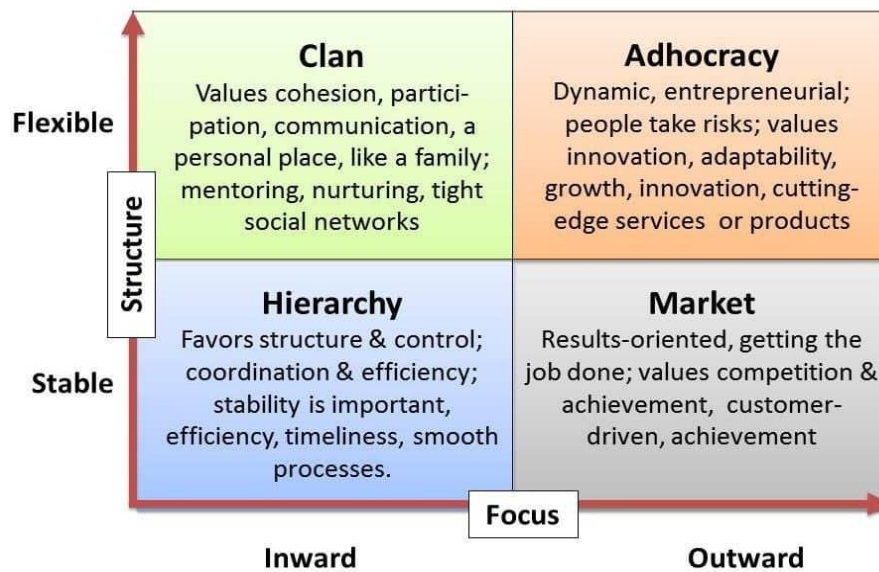 Clan
Values cohesion, partici-
pation, communication, a
personal place, like a family;
mentoring, nurturing, tight
social networks
Adhocracy
Dynamic, entrepreneurial;
people take risks; values
innovation, adaptability,
growth, innovation, cutting-
edge services or products
Flexible
Structure
Stable
Hierarchy
Favors structure & control;
coordination & efficiency;
stability is important,
efficiency, timeliness, smooth
processes.
Market
Results-oriented, getting the
job done; values competition &
achievement, customer-
driven, achievement
Focus
Inward
Outward